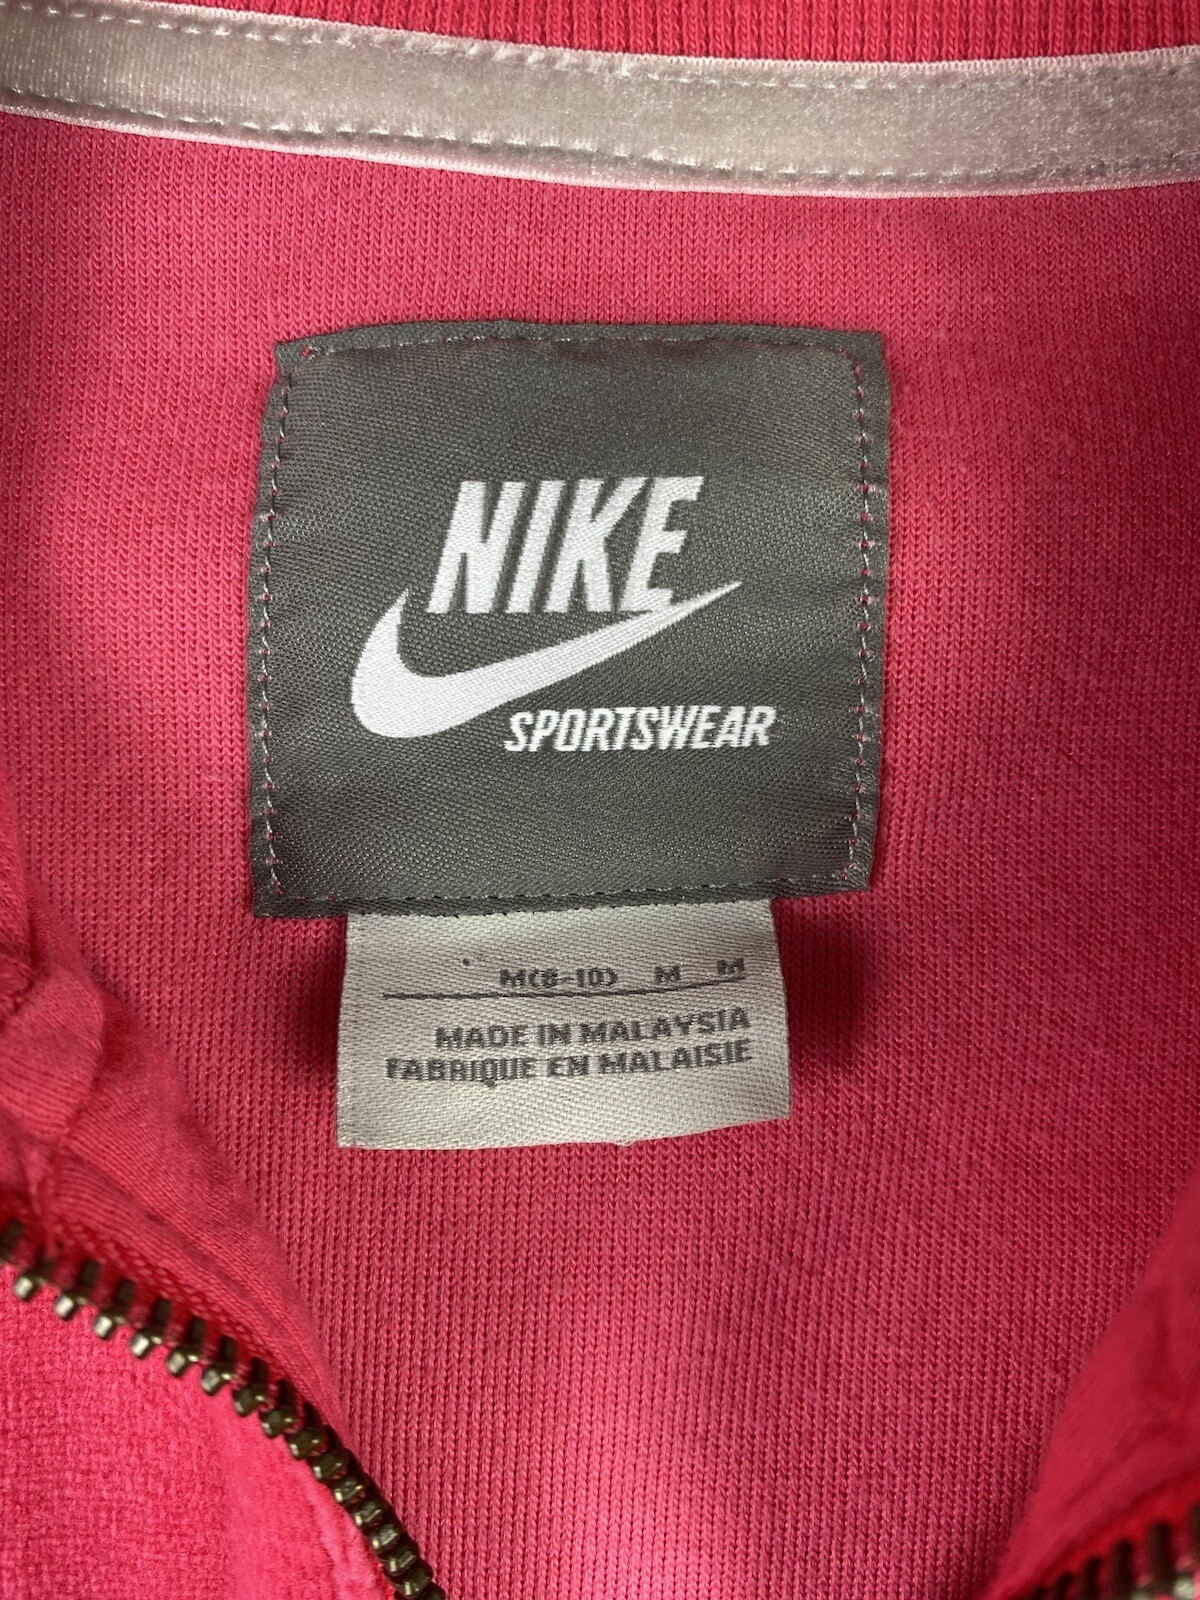 NIKE
SPORTSWEAR
M(8-10) M M
MADE IN MALAYSIA
FABRIQUE EN MALAISIE